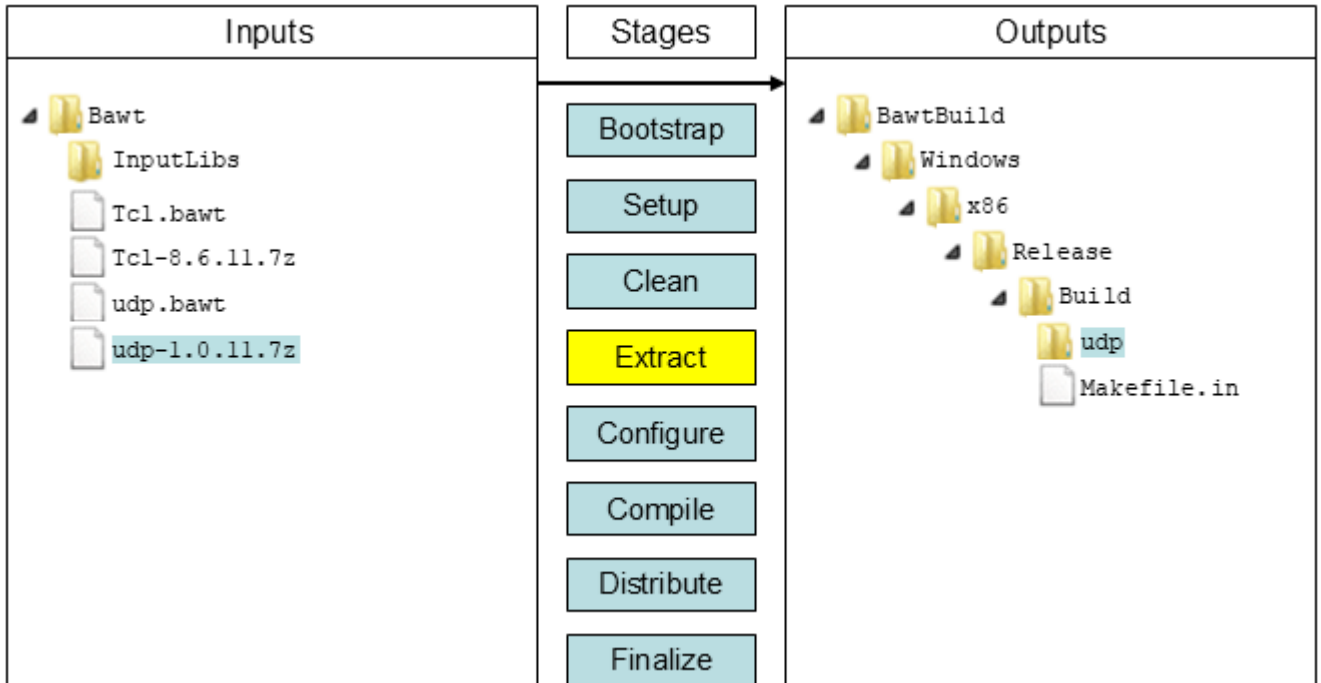 Inputs
Stages
Outputs
Bawt
InputLibs
Tcl.bawt
Tcl-8.6.11.7z
udp.bawt
udp-1.0.11.7z
Bootstrap
Setup
Clean
Extract
Configure
Compile
Distribute
Finalize
BawtBuild
Windows
x86
Release
Build
udp
Makefile.in